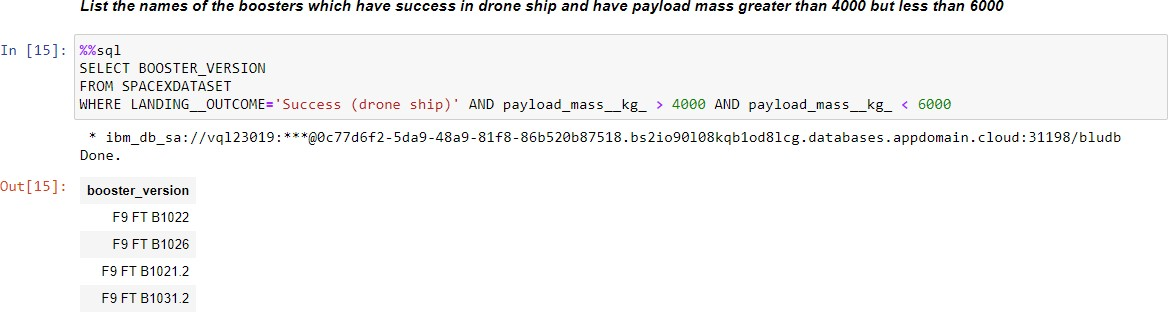 List the names of the boosters which have success in drone ship and have payload mass greater than 4000 but less than 6000
In [15]: %%sql
SELECT BOOSTER_VERSION
FROM SPACEXDATASET
WHERE LANDING__OUTCOME='Success (drone ship)' AND payload_mass__kg_ > 4000 AND payload_mass__kg_ < 6000
* ibm_db_sa://vql23019:***@0c77d6f2-5da9-48a9-81f8-86b520b87518.bs2io90l08kqb1od8lcg.databases.appdomain.cloud:31198/bludb
Done.
Out[15]: booster_version
F9 FT B1022
F9 FT B1026
F9 FT B1021.2
F9 FT B1031.2